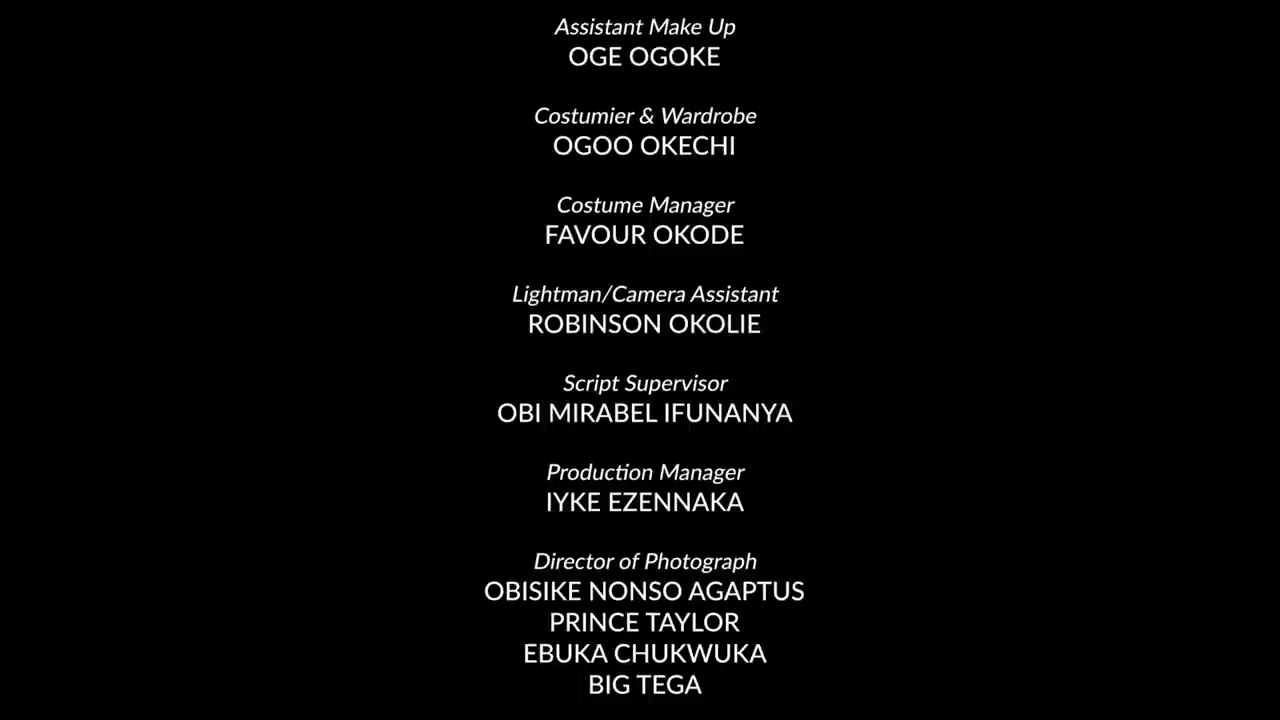 Assistant Make Up
OGE OGOKE
Costumier & Wardrobe
OGOO OKECHI
Costume Manager
FAVOUR OKODE
Lightman/Camera Assistant
ROBINSON OKOLIE
Script Supervisor
OBI MIRABEL IFUNANYA
Production Manager
IYKE EZENNAKA
Director of Photograph
OBISIKE NONSO AGAPTUS
PRINCE TAYLOR
EBUKA CHUKWUKA
BIG TEGA